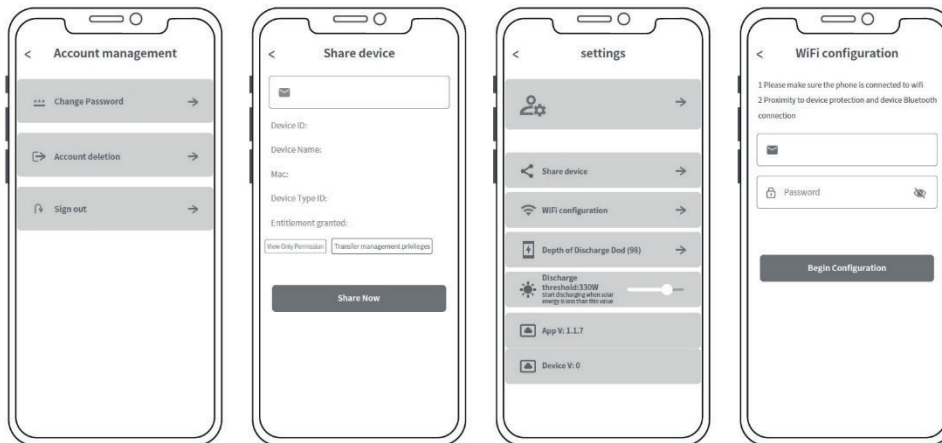 < Account management
Change Password →
Account deletion →
Sign out →
< Share device
Device ID:
Device Name:
Mac:
Device Type ID:
Entitlement granted:
View Only Permission Transfer management privileges
Share Now
< settings
→
Share device →
WiFi configuration →
Depth of Discharge Dod (98) →
Discharge
threshold:330W
Start discharging when solar
energy is less than this value
App V: 1.1.7
Device V: 0
< WiFi configuration
1 Please make sure the phone is connected to wifi
2 Proximity to device protection and device Bluetooth
connection
Password
Begin Configuration